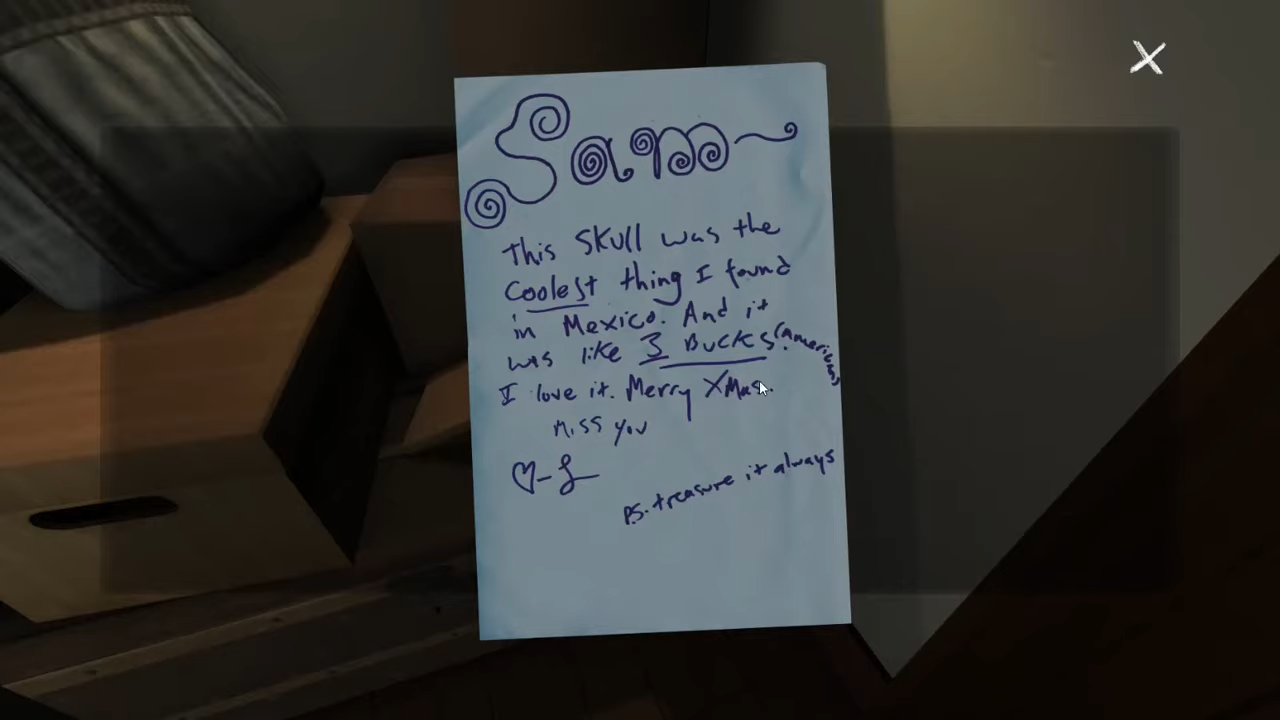 Sam~
This SKull was the
Coolest thing I found
in Mexico. And it
was like 3 BucKs. (American)
I love it. Merry XMas.
Miss you
♡-L
P.S. treasure it always